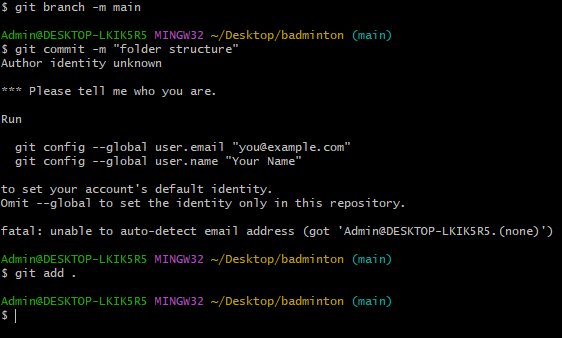 $ git branch -m main
Admin@DESKTOP-LKIK5R5 MINGW32 ~/Desktop/badminton (main)
$ git commit -m "folder structure"
Author identity unknown
*** Please tell me who you are.
Run
git config --global user.email "you@example.com"
git config --global user.name "Your Name"
to set your account's default identity.
Omit --global to set the identity only in this repository.
fatal: unable to auto-detect email address (got 'Admin@DESKTOP-LKIK5R5.(none)')
Admin@DESKTOP-LKIK5R5 MINGW32 ~/Desktop/badminton (main)
$ git add .
Admin@DESKTOP-LKIK5R5 MINGW32 ~/Desktop/badminton (main)
$